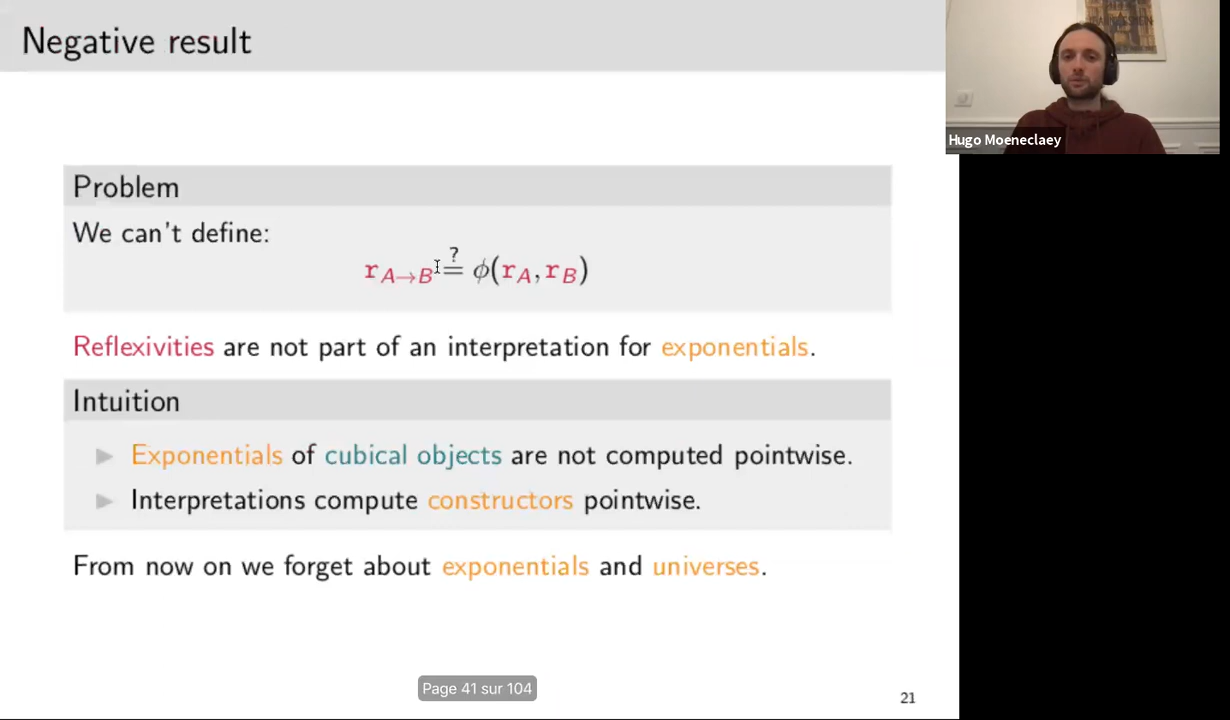 Negative result
Hugo Moeneclaey
Problem
We can't define:
r_{A→B} ≟ ϕ(r_A, r_B)
Reflexivities are not part of an interpretation for exponentials.
Intuition
Exponentials of cubical objects are not computed pointwise.
Interpretations compute constructors pointwise.
From now on we forget about exponentials and universes.
Page 41 sur 104
21